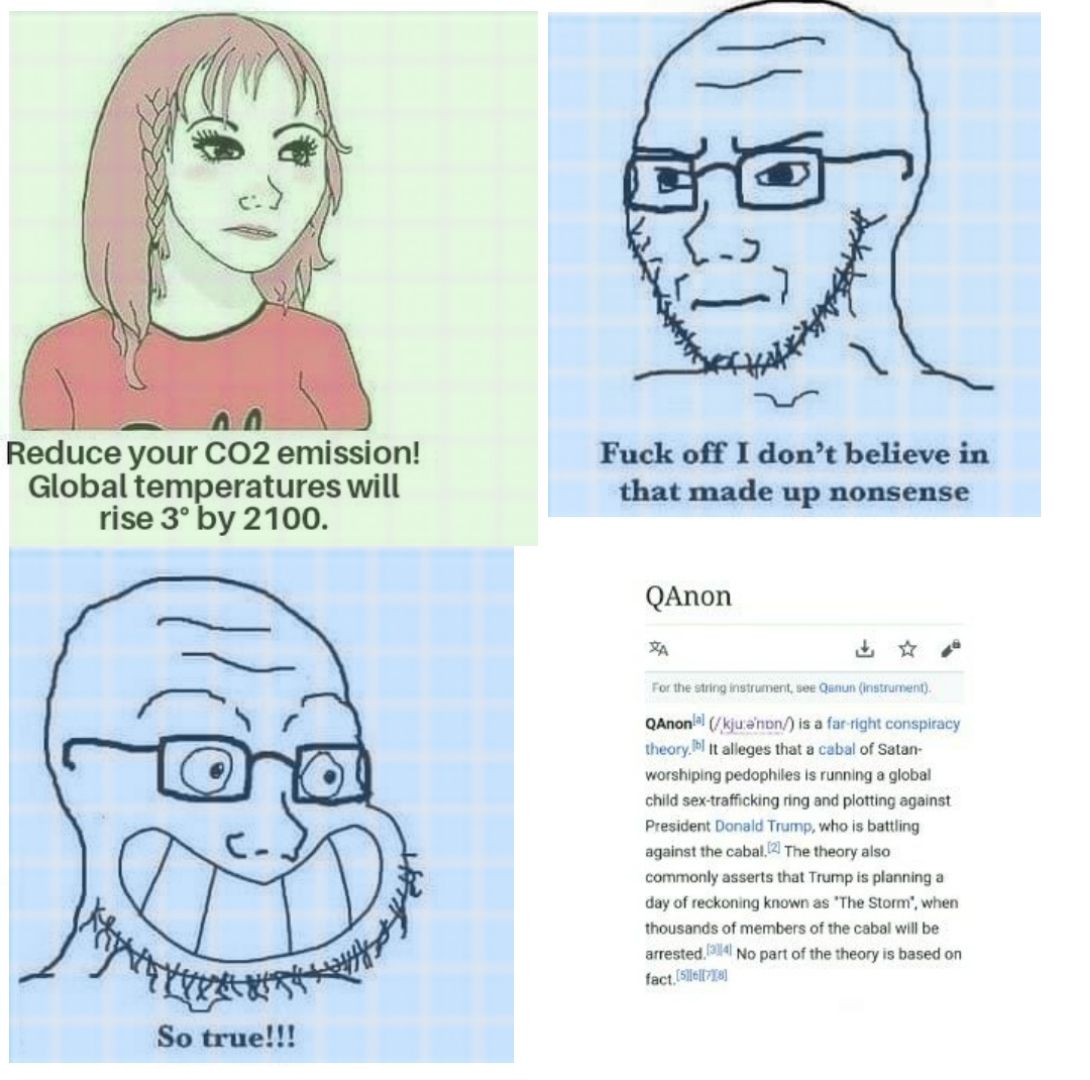 Reduce your CO2 emission!
Global temperatures will
rise 3° by 2100.
Fuck off I don't believe in
that made up nonsense
So true!!!
QAnon
For the string instrument, see Qanun (instrument).
QAnon[a] (/ˌkjuːəˈnɒn/) is a far-right conspiracy
theory.[b] It alleges that a cabal of Satan-
worshiping pedophiles is running a global
child sex-trafficking ring and plotting against
President Donald Trump, who is battling
against the cabal.[2] The theory also
commonly asserts that Trump is planning a
day of reckoning known as "The Storm", when
thousands of members of the cabal will be
arrested.[3][4] No part of the theory is based on
fact.[5][6][7][8]